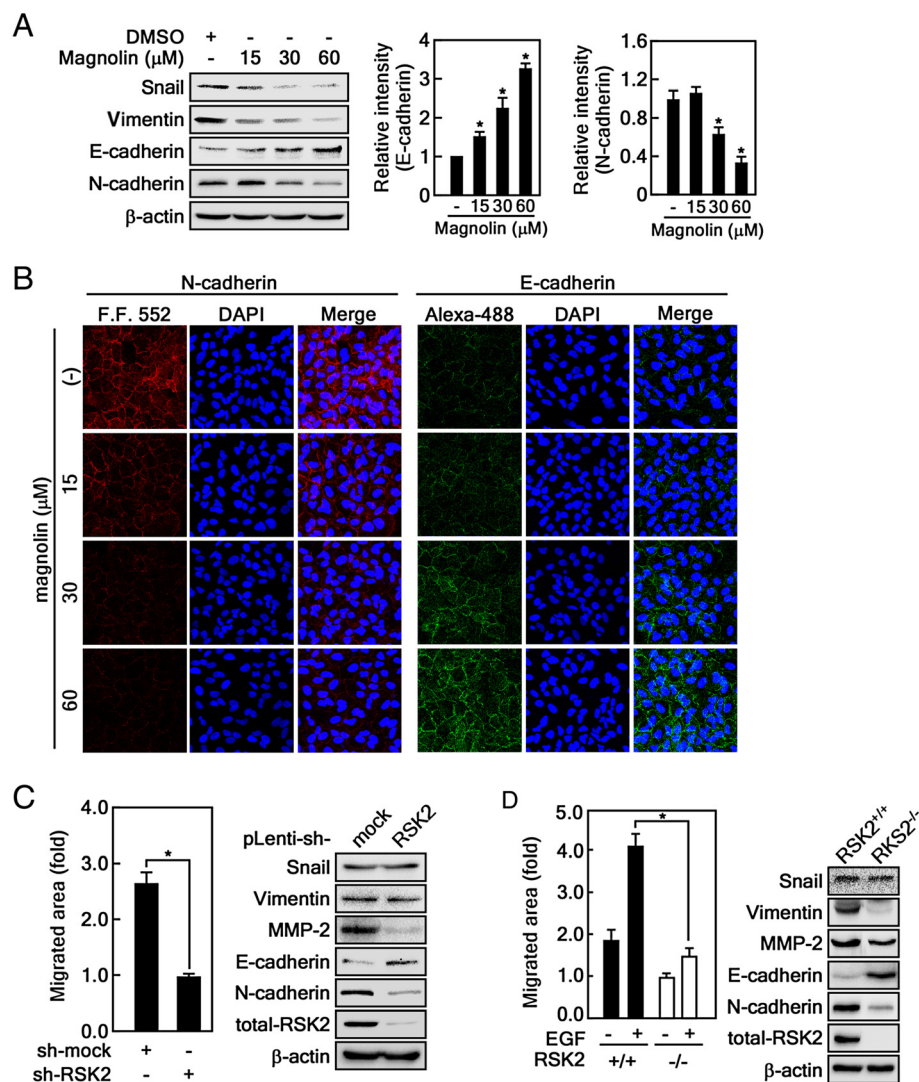 A
DMSO + - - -
Magnolin (µM) - 15 30 60
Snail
Vimentin
E-cadherin
N-cadherin
β-actin
Relative intensity
(E-cadherin)
4
3
2
1
0
* * *
- 15 30 60
Magnolin (µM)
Relative intensity
(N-cadherin)
1.6
1.2
0.8
0.4
0
* *
- 15 30 60
Magnolin (µM)
B
N-cadherin E-cadherin
F.F. 552 DAPI Merge Alexa-488 DAPI Merge
magnolin (µM)
(-)
15
30
60
C
Migrated area (fold)
4.0
3.0
2.0
1.0
0.0
*
sh-mock + -
sh-RSK2 - +
pLenti-sh- mock RSK2
Snail
Vimentin
MMP-2
E-cadherin
N-cadherin
total-RSK2
β-actin
D
Migrated area (fold)
5.0
4.0
3.0
2.0
1.0
0.0
*
EGF - + - +
RSK2 +/+ -/-
RSK2+/+ RKS2-/-
Snail
Vimentin
MMP-2
E-cadherin
N-cadherin
total-RSK2
β-actin